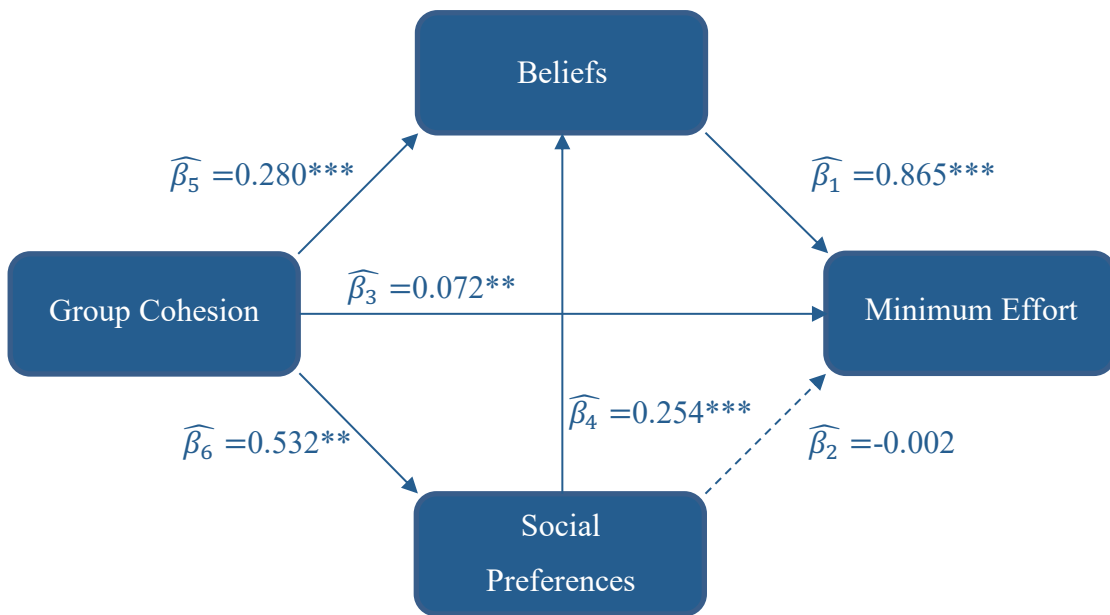 Beliefs
β̂₅ =0.280***
β̂₁ =0.865***
Group Cohesion
β̂₃ =0.072**
Minimum Effort
β̂₆ =0.532**
β̂₄ =0.254***
β̂₂ =-0.002
Social
Preferences